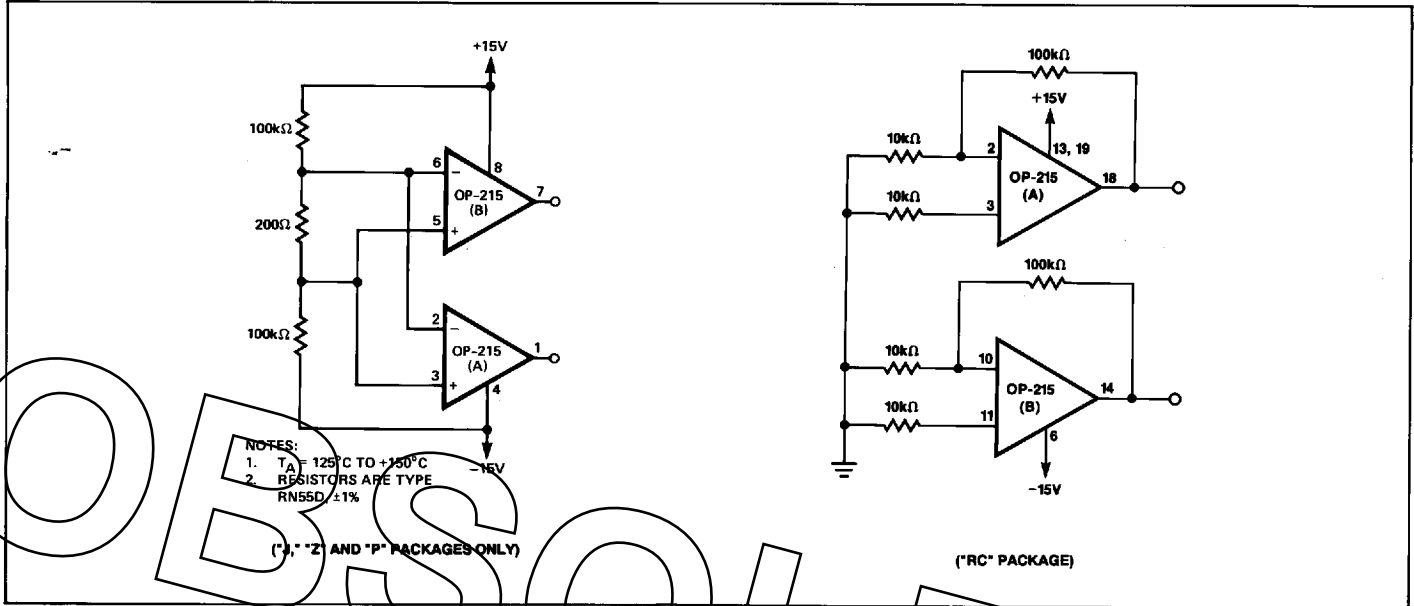 +15V
100kΩ
200Ω
100kΩ
6
−
OP-215
(B)
5
+
8
7
2
−
OP-215
(A)
3
+
4
1
−15V
NOTES:
1. TA = 125°C TO +150°C
2. RESISTORS ARE TYPE
RN55D, ±1%
("J," "Z" AND "P" PACKAGES ONLY)
100kΩ
+15V
10kΩ
2
13, 19
OP-215
(A)
18
10kΩ
3
100kΩ
10kΩ
10
OP-215
(B)
14
10kΩ
11
6
−15V
("RC" PACKAGE)
OBSOL